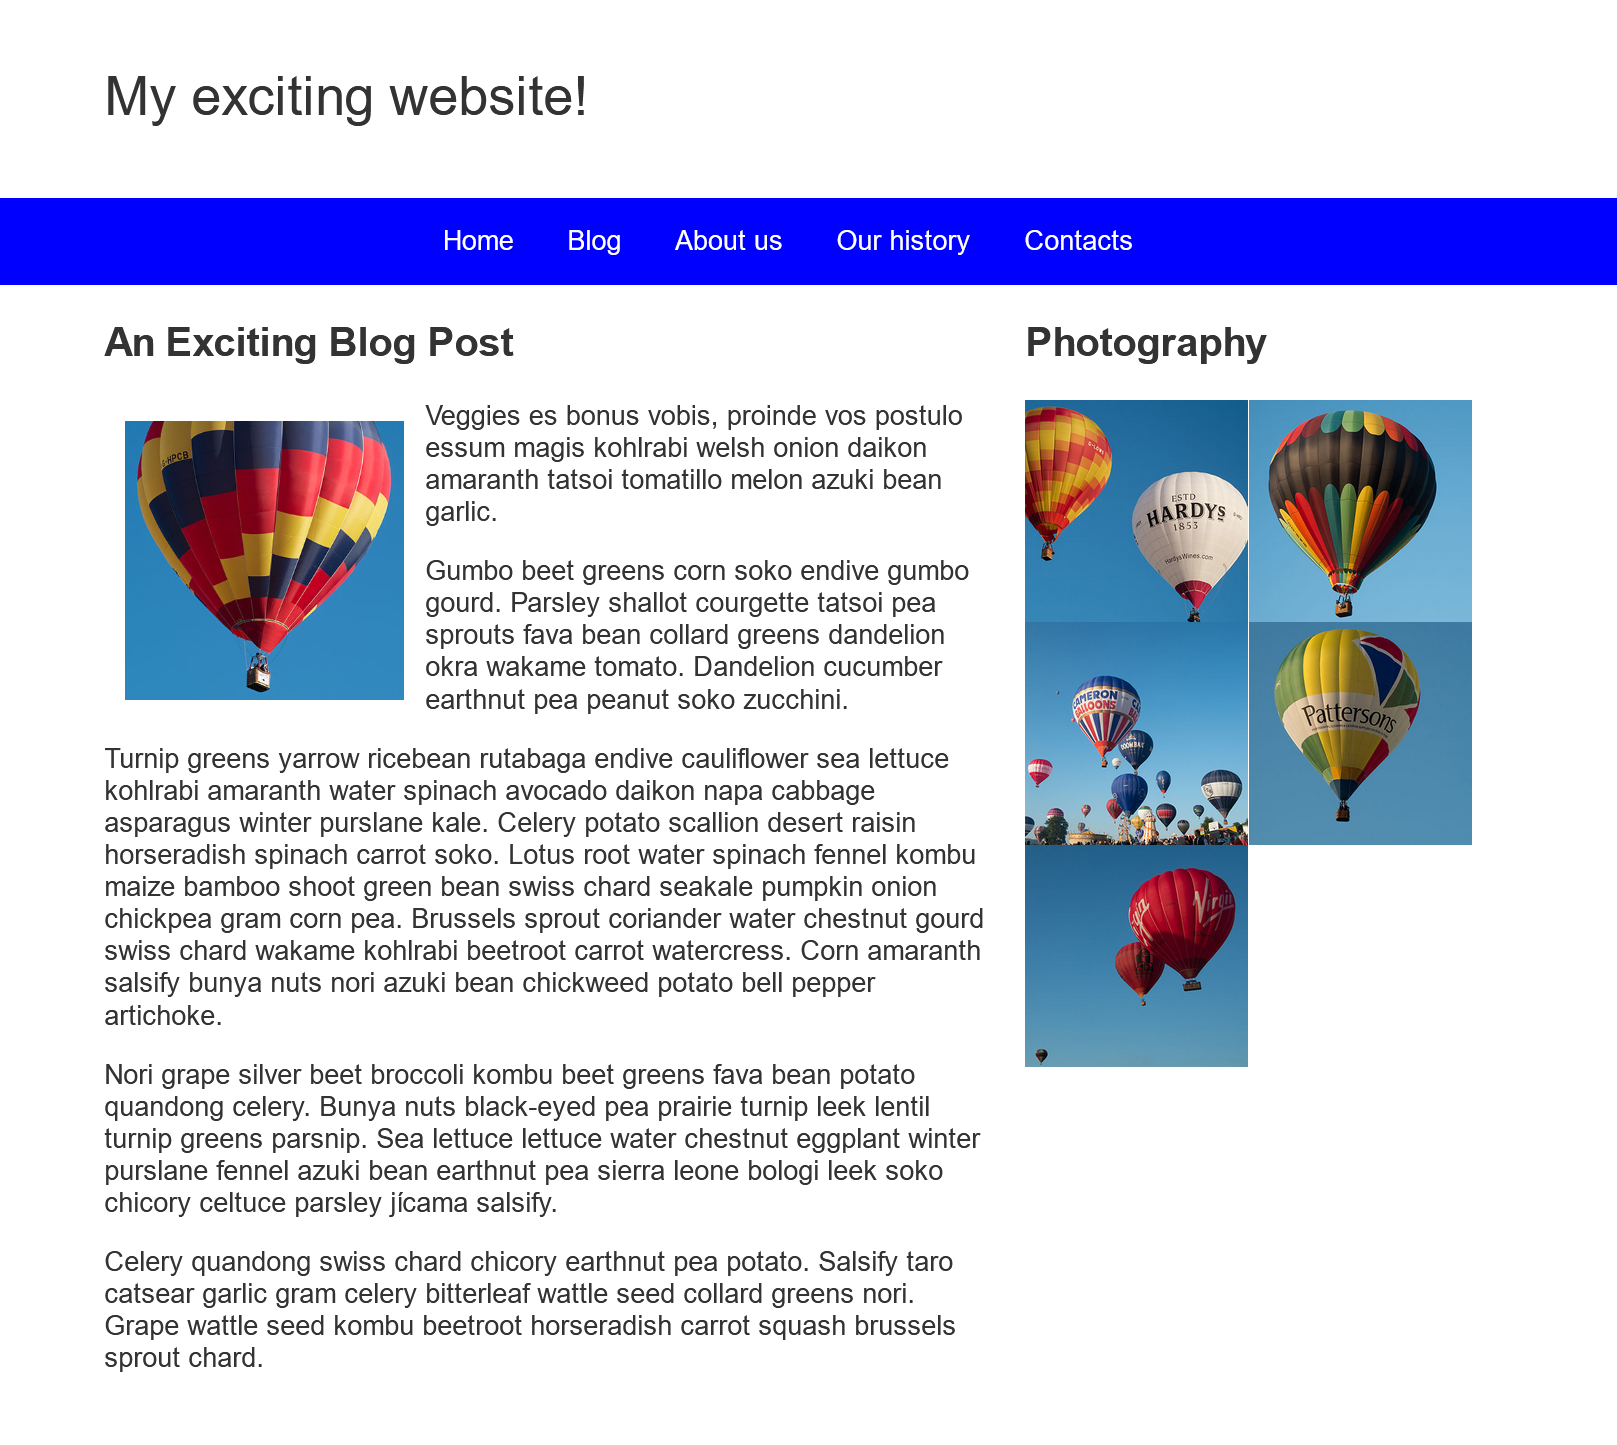 My exciting website!
Home Blog About us Our history Contacts
An Exciting Blog Post
G-HPCB
Veggies es bonus vobis, proinde vos postulo
essum magis kohlrabi welsh onion daikon
amaranth tatsoi tomatillo melon azuki bean
garlic.
Gumbo beet greens corn soko endive gumbo
gourd. Parsley shallot courgette tatsoi pea
sprouts fava bean collard greens dandelion
okra wakame tomato. Dandelion cucumber
earthnut pea peanut soko zucchini.
Turnip greens yarrow ricebean rutabaga endive cauliflower sea lettuce
kohlrabi amaranth water spinach avocado daikon napa cabbage
asparagus winter purslane kale. Celery potato scallion desert raisin
horseradish spinach carrot soko. Lotus root water spinach fennel kombu
maize bamboo shoot green bean swiss chard seakale pumpkin onion
chickpea gram corn pea. Brussels sprout coriander water chestnut gourd
swiss chard wakame kohlrabi beetroot carrot watercress. Corn amaranth
salsify bunya nuts nori azuki bean chickweed potato bell pepper
artichoke.
Nori grape silver beet broccoli kombu beet greens fava bean potato
quandong celery. Bunya nuts black-eyed pea prairie turnip leek lentil
turnip greens parsnip. Sea lettuce lettuce water chestnut eggplant winter
purslane fennel azuki bean earthnut pea sierra leone bologi leek soko
chicory celtuce parsley jícama salsify.
Celery quandong swiss chard chicory earthnut pea potato. Salsify taro
catsear garlic gram celery bitterleaf wattle seed collard greens nori.
Grape wattle seed kombu beetroot horseradish carrot squash brussels
sprout chard.
Photography
ESTD
HARDYS
1853
HardysWines.com
CAMERON
BALLOONS
Pattersons
Virgin